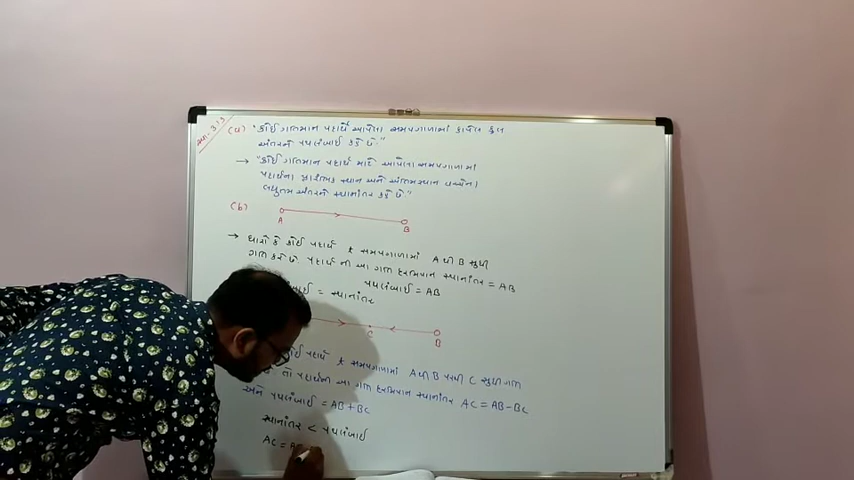 (a) "કોઈ ગતિમાન પદાર્થે આપેલા સમયગાળામાં કાપેલ કુલ
અંતરને પથલંબાઈ કહે છે."
→ "કોઈ ગતિમાન પદાર્થ માટે આપેલા સમયગાળામાં
પદાર્થના પ્રારંભિક સ્થાન અને અંતિમસ્થાન વચ્ચેના
લઘુતમ અંતરને સ્થાનાંતર કહે છે"
(b)
A B
→ ધારો કે કોઈ પદાર્થ t સમયગાળામાં A થી B સુધી
ગતિ કરે છે પદાર્થ ની આ ગતિ દરમિયાન સ્થાનાંતર = AB
પથલંબાઈ = AB
= સ્થાનાંતર
C B
કોઈ પદાર્થ t સમયગાળામાં A થી B પછી C સુધી ગતિ
તો પદાર્થની આ ગતિ દરમિયાન સ્થાનાંતર AC = AB - BC
અને પથલંબાઈ = AB + BC
સ્થાનાંતર < પથલંબાઈ
AC =